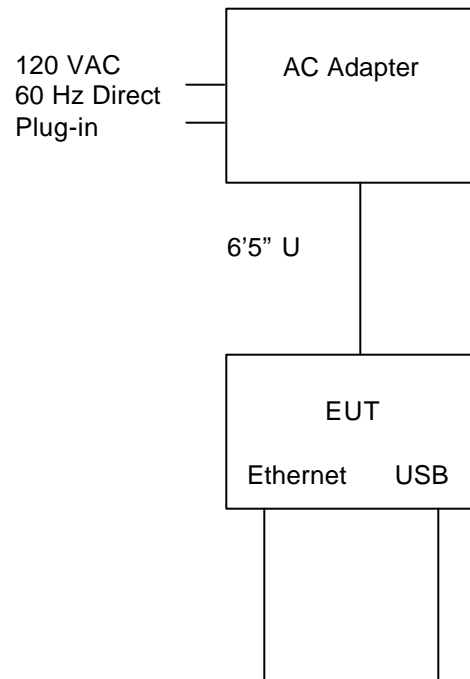 120 VAC
60 Hz Direct
Plug-in
AC Adapter
6’5” U
EUT
Ethernet USB